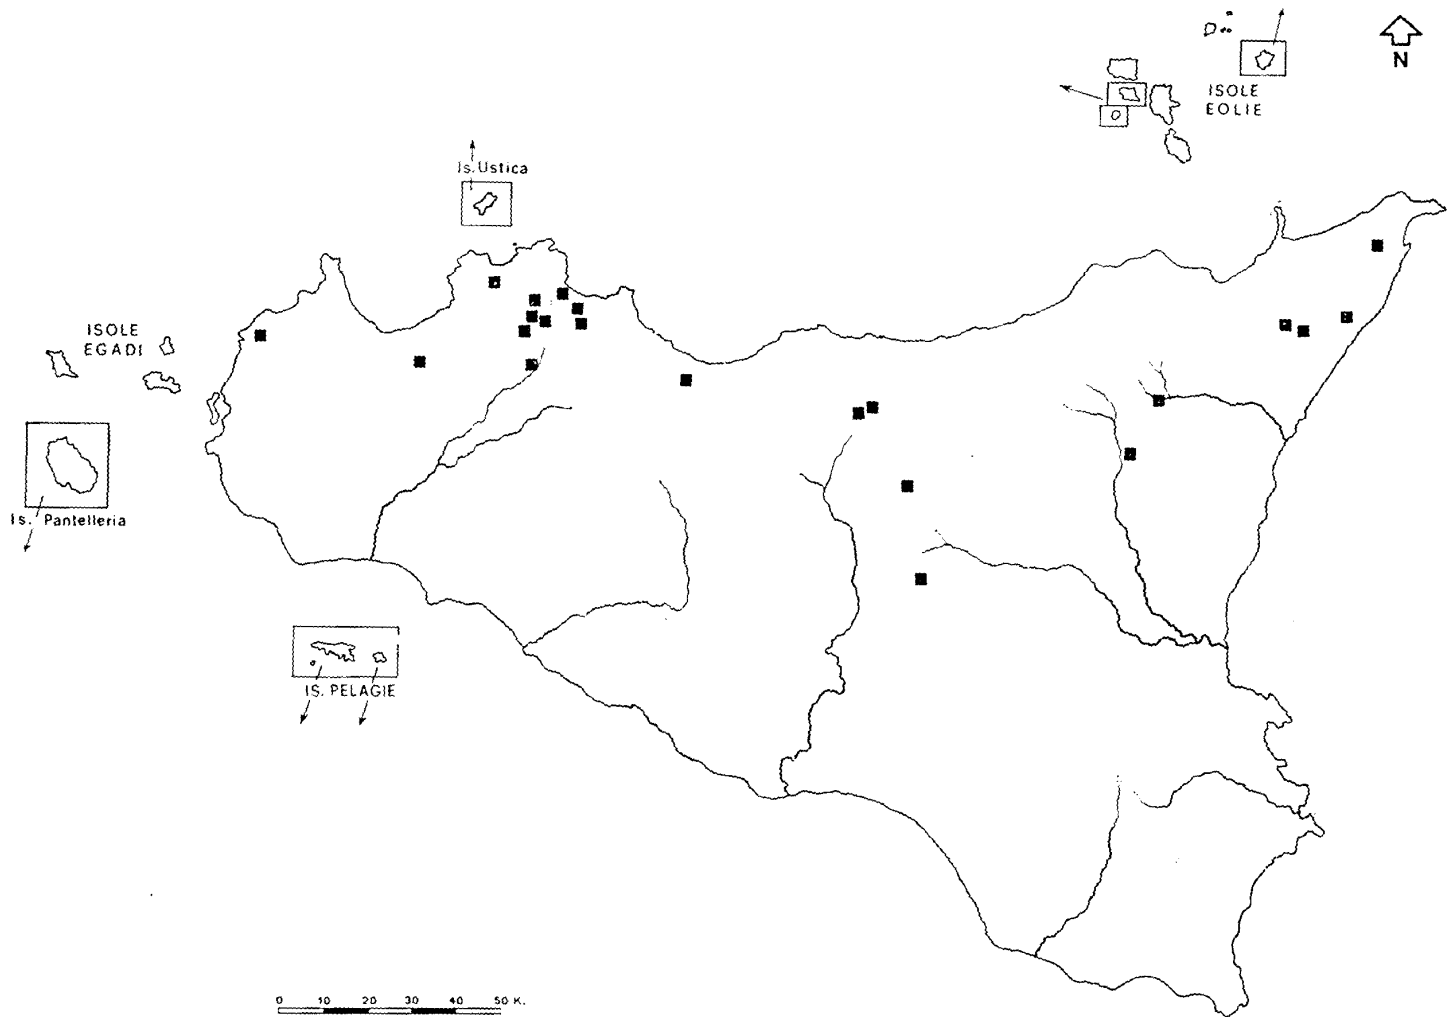 N
ISOLE
EOLIE
Is. Ustica
ISOLE
EGADI
Is. Pantelleria
IS. PELAGIE
0 10 20 30 40 50 K.